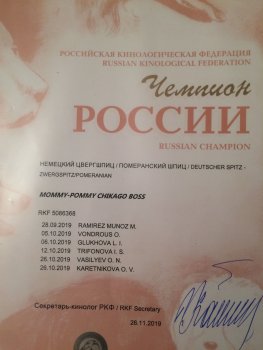 РОССИЙСКАЯ КИНОЛОГИЧЕСКАЯ ФЕДЕРАЦИЯ
RUSSIAN KINOLOGICAL FEDERATION
Чемпион
РОССИИ
RUSSIAN CHAMPION
НЕМЕЦКИЙ ЦВЕРГШПИЦ / ПОМЕРАНСКИЙ ШПИЦ / DEUTSCHER SPITZ -
ZWERGSPITZ/POMERANIAN
MOMMY-POMMY CHIKAGO BOSS
RKF 5086368
28.09.2019 RAMIREZ MUNOZ M.
05.10.2019 VONDROUS O.
06.10.2019 GLUKHOVA L. I.
12.10.2019 TRIFONOVA I. S.
26.10.2019 VASILYEV O. N.
26.10.2019 KARETNIKOVA O. V.
Секретарь-кинолог РКФ / RKF Secretary
26.11.2019